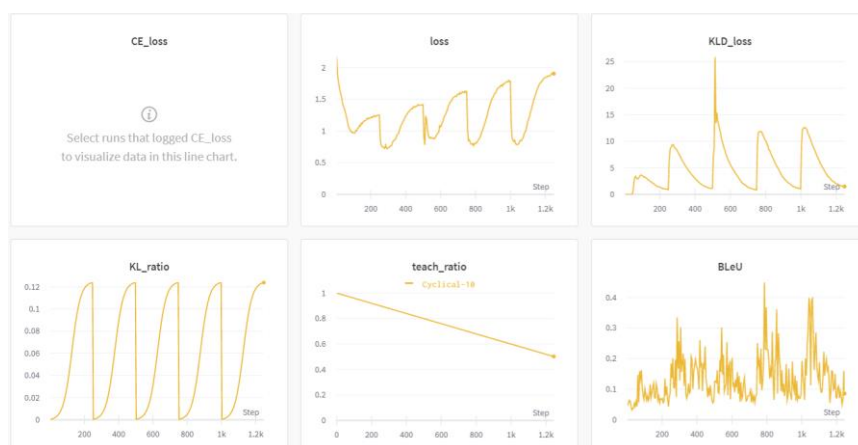 CE_loss
Select runs that logged CE_loss
to visualize data in this line chart.
loss
2
1.5
1
0.5
0
Step
200 400 600 800 1k 1.2k
KLD_loss
25
20
15
10
5
0
Step
200 400 600 800 1k 1.2k
KL_ratio
0.12
0.1
0.08
0.06
0.04
0.02
0
Step
200 400 600 800 1k 1.2k
teach_ratio
Cyclical-10
1
0.8
0.6
0.4
0.2
0
Step
0 200 400 600 800 1k 1.2k
BLeU
0.4
0.3
0.2
0.1
0
Step
200 400 600 800 1k 1.2k